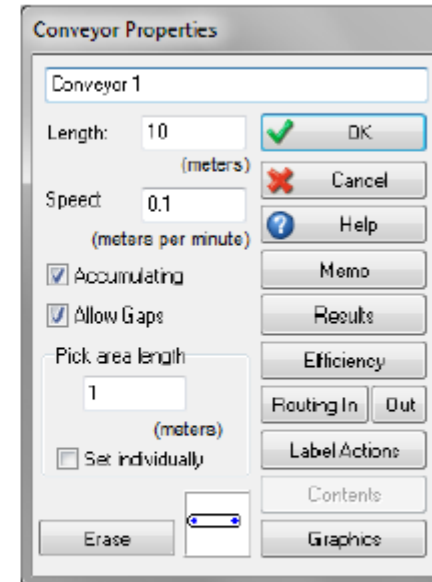 Conveyor Properties
Conveyor 1
Length: 10
(meters)
Speed: 0.1
(meters per minute)
Accumulating
Allow Gaps
Pick area length
1
(meters)
Set individually
Erase
OK
Cancel
Help
Memo
Results
Efficiency
Routing In Out
Label Actions
Contents
Graphics